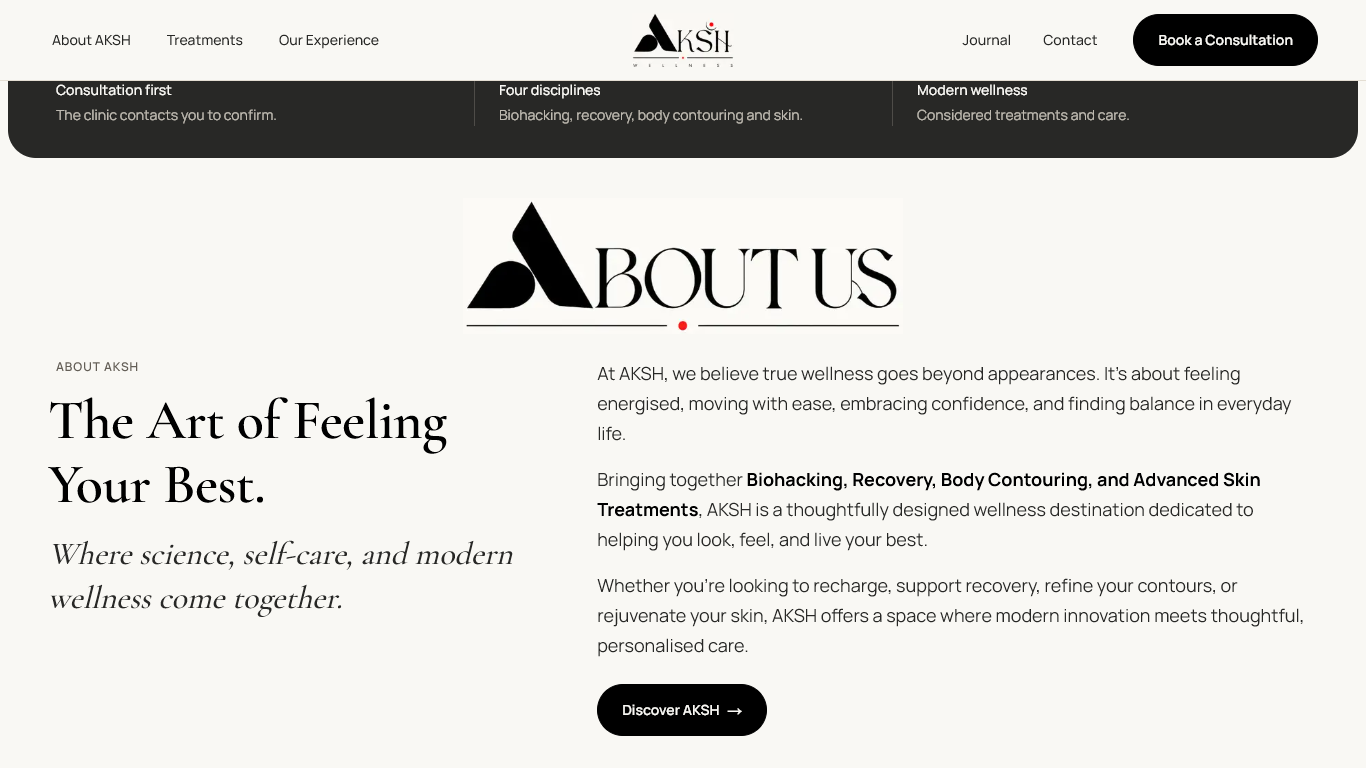 About AKSH
Treatments
Our Experience
AKSH
WELLNESS
Journal
Contact
Book a Consultation
Consultation first
The clinic contacts you to confirm.
Four disciplines
Biohacking, recovery, body contouring and skin.
Modern wellness
Considered treatments and care.
ABOUT US
ABOUT AKSH
The Art of Feeling
Your Best.
Where science, self-care, and modern
wellness come together.
At AKSH, we believe true wellness goes beyond appearances. It’s about feeling
energised, moving with ease, embracing confidence, and finding balance in everyday
life.
Bringing together Biohacking, Recovery, Body Contouring, and Advanced Skin
Treatments, AKSH is a thoughtfully designed wellness destination dedicated to
helping you look, feel, and live your best.
Whether you’re looking to recharge, support recovery, refine your contours, or
rejuvenate your skin, AKSH offers a space where modern innovation meets thoughtful,
personalised care.
Discover AKSH →